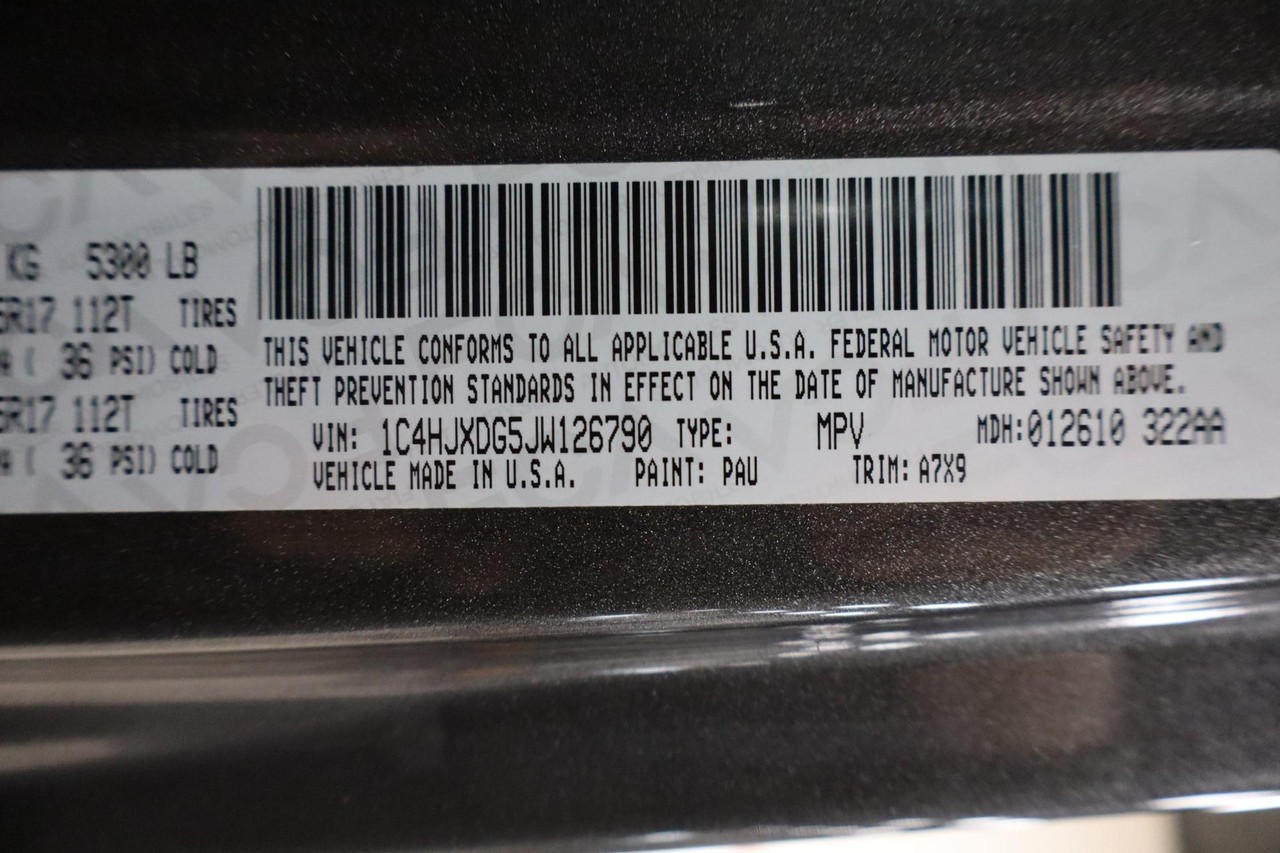 KG 5300 LB
5R17 112T TIRES
( 36 PSI) COLD
5R17 112T TIRES
( 36 PSI) COLD
THIS VEHICLE CONFORMS TO ALL APPLICABLE U.S.A. FEDERAL MOTOR VEHICLE SAFETY AND
THEFT PREVENTION STANDARDS IN EFFECT ON THE DATE OF MANUFACTURE SHOWN ABOVE.
VIN: 1C4HJXDG5JW126790 TYPE: MPV MDH:012610 322AA
VEHICLE MADE IN U.S.A. PAINT: PAU TRIM: A7X9